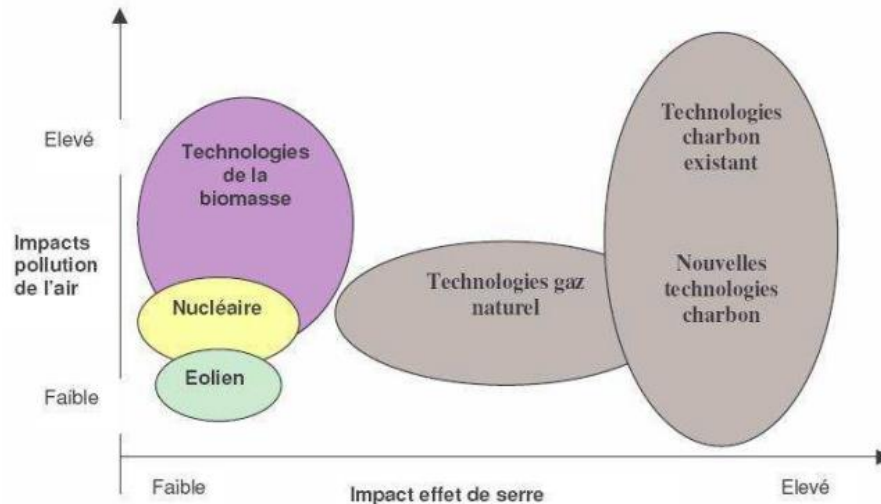 Elevé
Impacts
pollution
de l'air
Faible
Technologies
de la
biomasse
Nucléaire
Eolien
Technologies gaz
naturel
Technologies
charbon
existant
Nouvelles
technologies
charbon
Faible
Impact effet de serre
Elevé